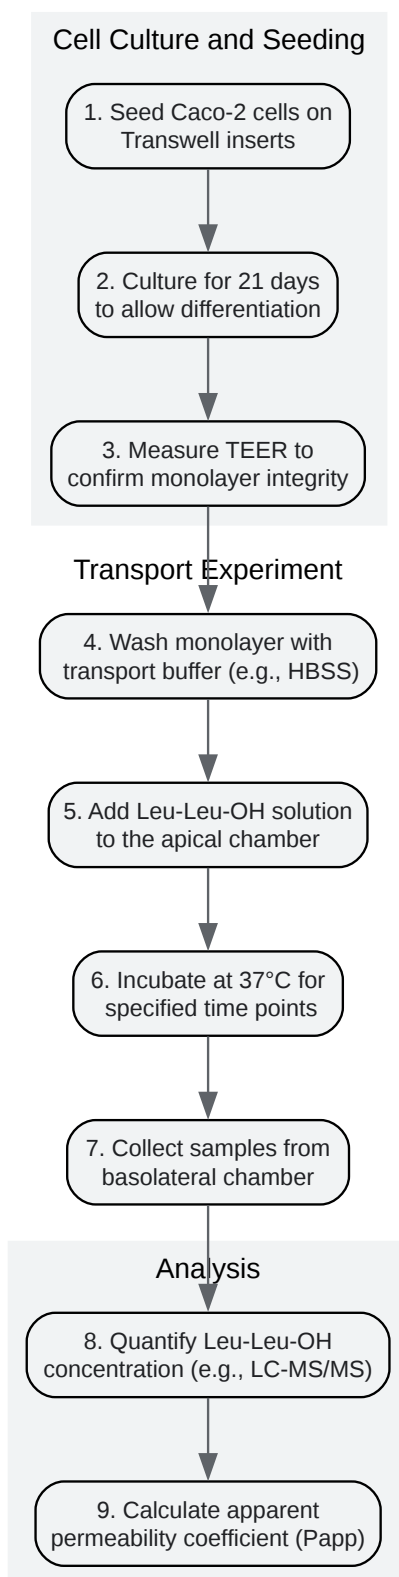 Cell Culture and Seeding
1. Seed Caco-2 cells on
Transwell inserts
2. Culture for 21 days
to allow differentiation
3. Measure TEER to
confirm monolayer integrity
Transport Experiment
4. Wash monolayer with
transport buffer (e.g., HBSS)
5. Add Leu-Leu-OH solution
to the apical chamber
6. Incubate at 37°C for
specified time points
7. Collect samples from
basolateral chamber
Analysis
8. Quantify Leu-Leu-OH
concentration (e.g., LC-MS/MS)
9. Calculate apparent
permeability coefficient (Papp)